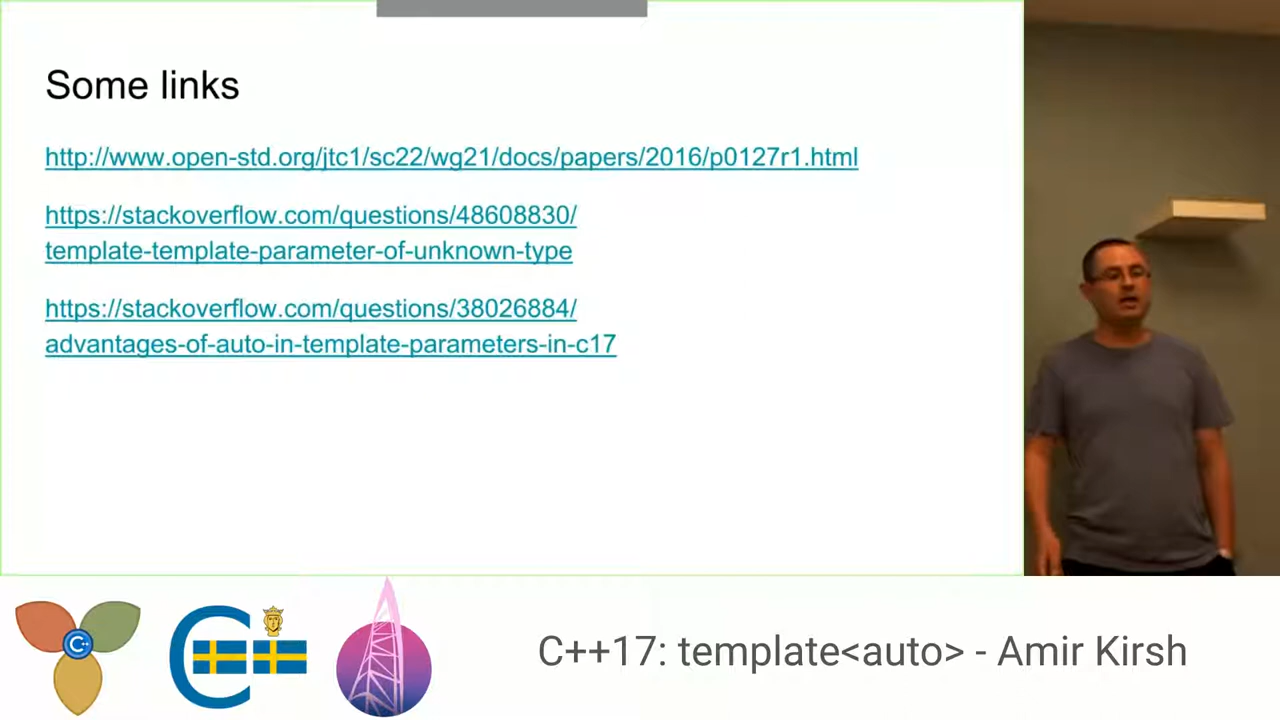 Some links
http://www.open-std.org/jtc1/sc22/wg21/docs/papers/2016/p0127r1.html
https://stackoverflow.com/questions/48608830/
template-template-parameter-of-unknown-type
https://stackoverflow.com/questions/38026884/
advantages-of-auto-in-template-parameters-in-c17
C++
C++
C++17: template<auto> - Amir Kirsh